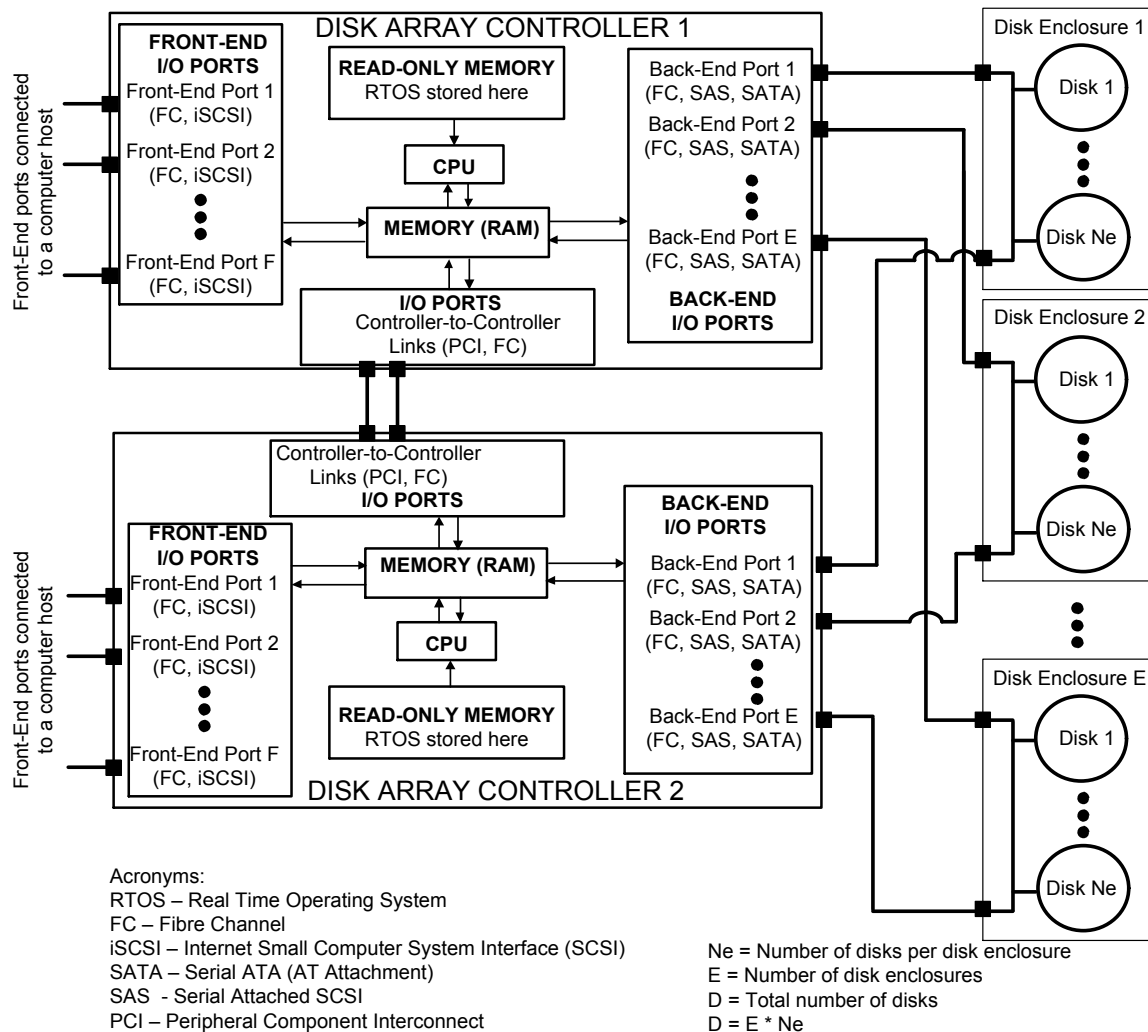 DISK ARRAY CONTROLLER 1
FRONT-END
I/O PORTS
Front-End Port 1
(FC, iSCSI)
Front-End Port 2
(FC, iSCSI)
Front-End Port F
(FC, iSCSI)
Front-End ports connected
to a computer host
READ-ONLY MEMORY
RTOS stored here
CPU
MEMORY (RAM)
I/O PORTS
Controller-to-Controller
Links (PCI, FC)
Back-End Port 1
(FC, SAS, SATA)
Back-End Port 2
(FC, SAS, SATA)
Back-End Port E
(FC, SAS, SATA)
BACK-END
I/O PORTS
Disk Enclosure 1
Disk 1
Disk Ne
Disk Enclosure 2
Disk 1
Disk Ne
Disk Enclosure E
Disk 1
Disk Ne
Controller-to-Controller
Links (PCI, FC)
I/O PORTS
FRONT-END
I/O PORTS
Front-End Port 1
(FC, iSCSI)
Front-End Port 2
(FC, iSCSI)
Front-End Port F
(FC, iSCSI)
Front-End ports connected
to a computer host
MEMORY (RAM)
CPU
READ-ONLY MEMORY
RTOS stored here
BACK-END
I/O PORTS
Back-End Port 1
(FC, SAS, SATA)
Back-End Port 2
(FC, SAS, SATA)
Back-End Port E
(FC, SAS, SATA)
DISK ARRAY CONTROLLER 2
Acronyms:
RTOS – Real Time Operating System
FC – Fibre Channel
iSCSI – Internet Small Computer System Interface (SCSI)
SATA – Serial ATA (AT Attachment)
SAS - Serial Attached SCSI
PCI – Peripheral Component Interconnect
Ne = Number of disks per disk enclosure
E = Number of disk enclosures
D = Total number of disks
D = E * Ne